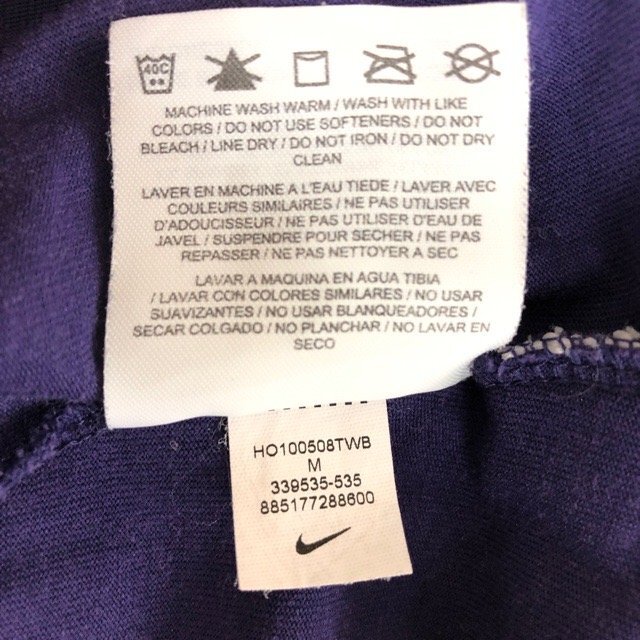 40C
MACHINE WASH WARM / WASH WITH LIKE
COLORS / DO NOT USE SOFTENERS / DO NOT
BLEACH / LINE DRY / DO NOT IRON / DO NOT DRY
CLEAN
LAVER EN MACHINE A L'EAU TIEDE / LAVER AVEC
COULEURS SIMILAIRES / NE PAS UTILISER
D'ADOUCISSEUR / NE PAS UTILISER D'EAU DE
JAVEL / SUSPENDRE POUR SECHER / NE PAS
REPASSER / NE PAS NETTOYER A SEC
LAVAR A MAQUINA EN AGUA TIBIA
/ LAVAR CON COLORES SIMILARES / NO USAR
SUAVIZANTES / NO USAR BLANQUEADORES /
SECAR COLGADO / NO PLANCHAR / NO LAVAR EN
SECO
HO100508TWB
M
339535-535
885177288600